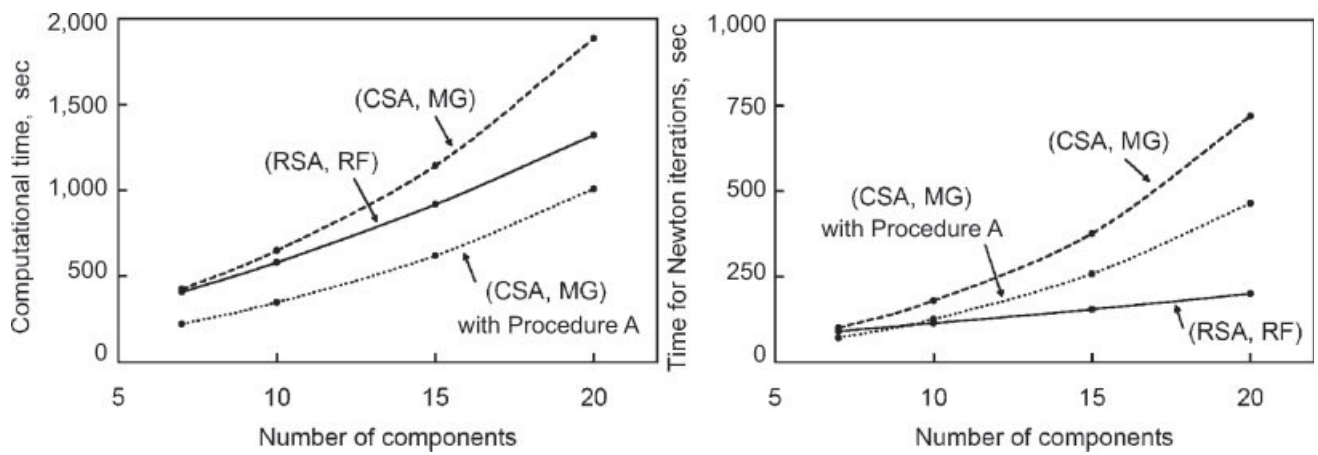 Computational time, sec
2,000
1,500
1,000
500
0
(CSA, MG)
(RSA, RF)
(CSA, MG)
with Procedure A
5
10
15
20
Number of components
Time for Newton iterations, sec
1,000
750
500
250
0
(CSA, MG)
(CSA, MG)
with Procedure A
(RSA, RF)
5
10
15
20
Number of components